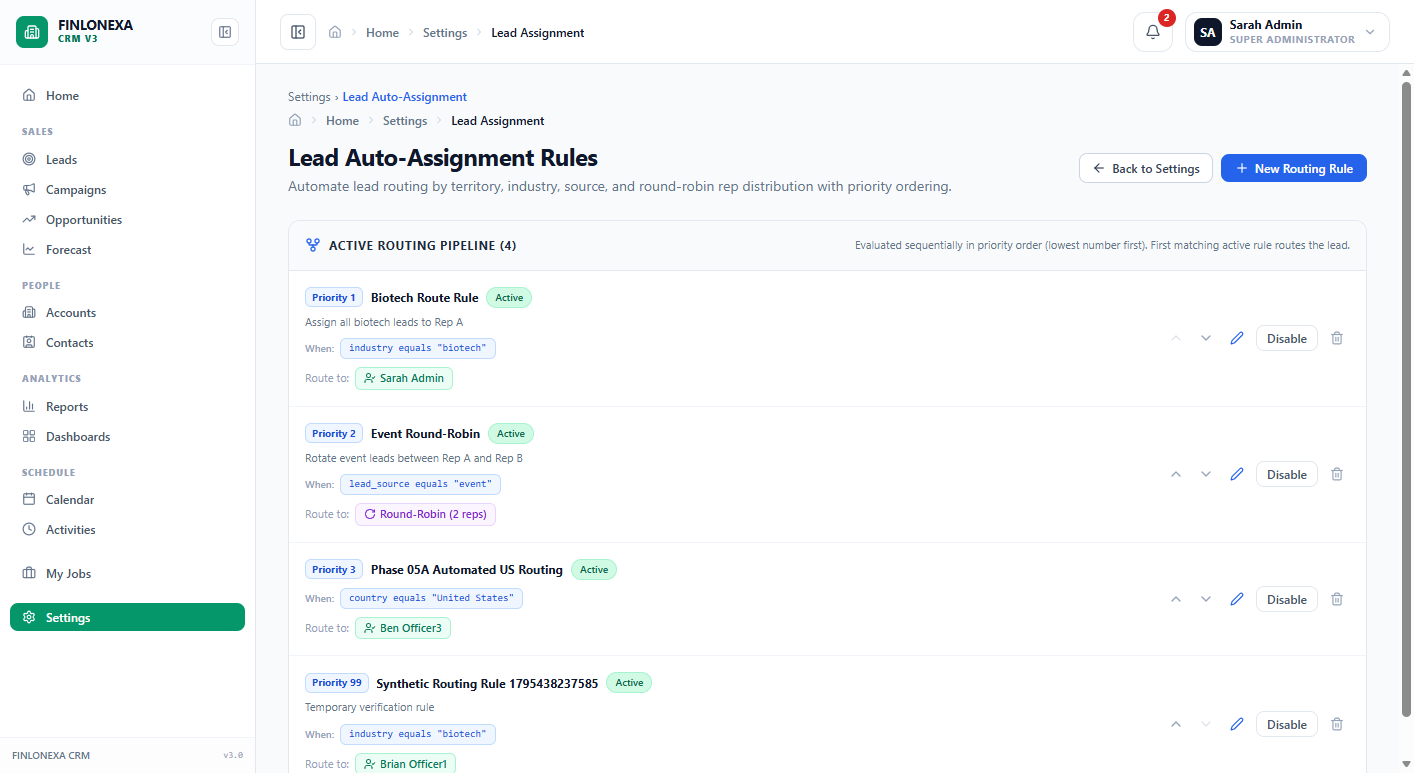 FINLONEXA
CRM V3
Home
SALES
Leads
Campaigns
Opportunities
Forecast
PEOPLE
Accounts
Contacts
ANALYTICS
Reports
Dashboards
SCHEDULE
Calendar
Activities
My Jobs
Settings
FINLONEXA CRM v3.0
Home Settings Lead Assignment
2
SA
Sarah Admin
SUPER ADMINISTRATOR
Settings › Lead Auto-Assignment
Home Settings Lead Assignment
Lead Auto-Assignment Rules
Automate lead routing by territory, industry, source, and round-robin rep distribution with priority ordering.
Back to Settings
New Routing Rule
ACTIVE ROUTING PIPELINE (4)
Evaluated sequentially in priority order (lowest number first). First matching active rule routes the lead.
Priority 1 Biotech Route Rule Active
Assign all biotech leads to Rep A
When: industry equals "biotech"
Route to: Sarah Admin
Disable
Priority 2 Event Round-Robin Active
Rotate event leads between Rep A and Rep B
When: lead_source equals "event"
Route to: Round-Robin (2 reps)
Disable
Priority 3 Phase 05A Automated US Routing Active
When: country equals "United States"
Route to: Ben Officer3
Disable
Priority 99 Synthetic Routing Rule 1795438237585 Active
Temporary verification rule
When: industry equals "biotech"
Route to: Brian Officer1
Disable